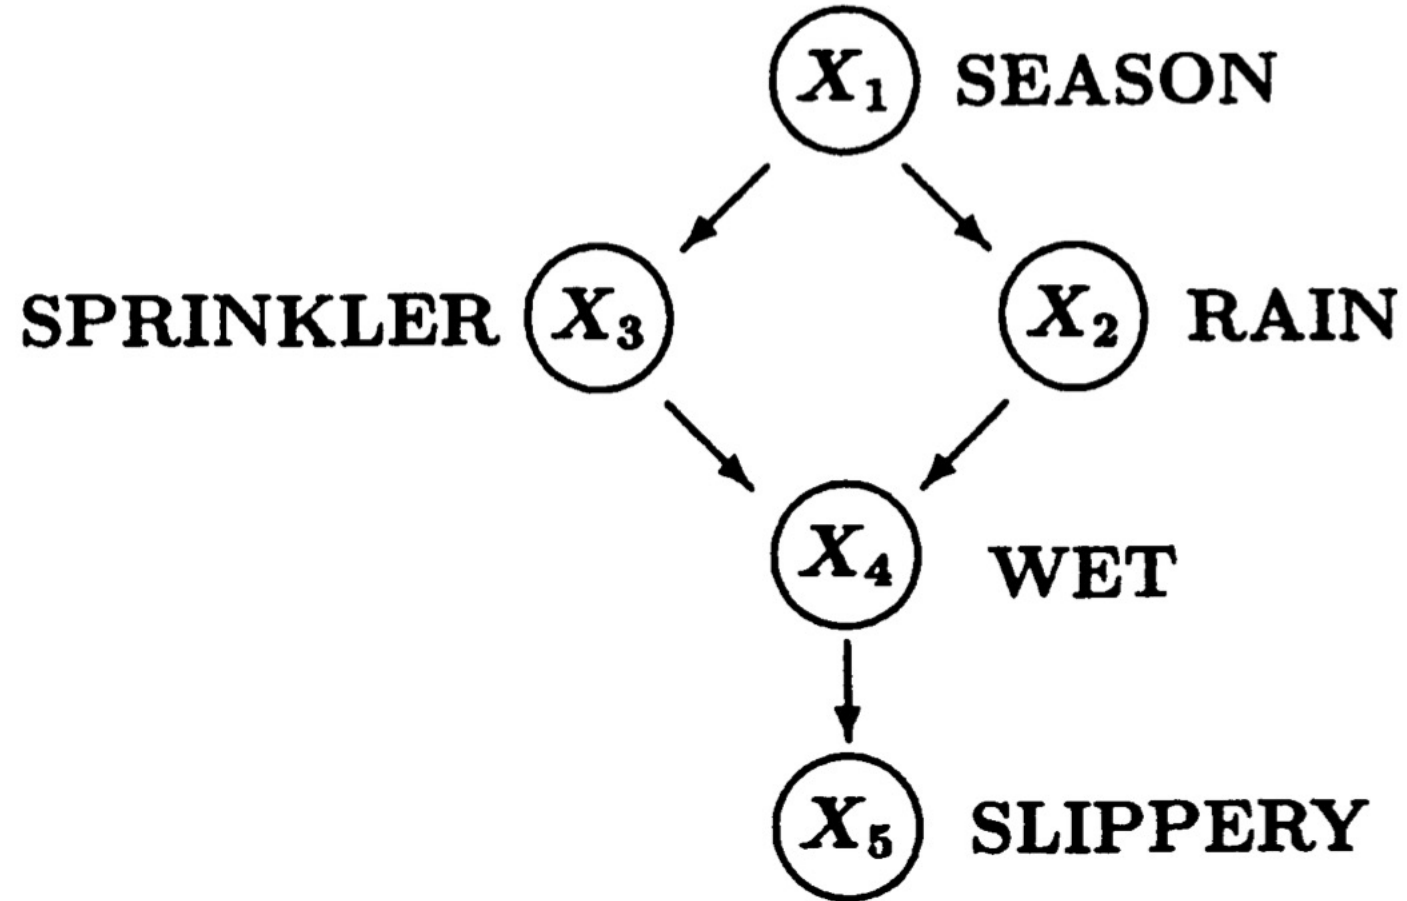 X₁ SEASON
SPRINKLER X₃ X₂ RAIN
X₄ WET
X₅ SLIPPERY